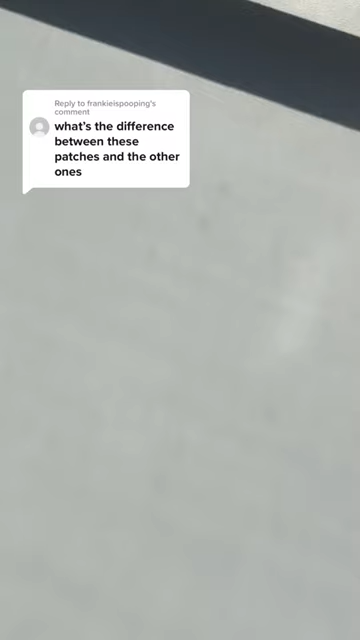 Reply to frankieispooping's
comment
what's the difference
between these
patches and the other
ones